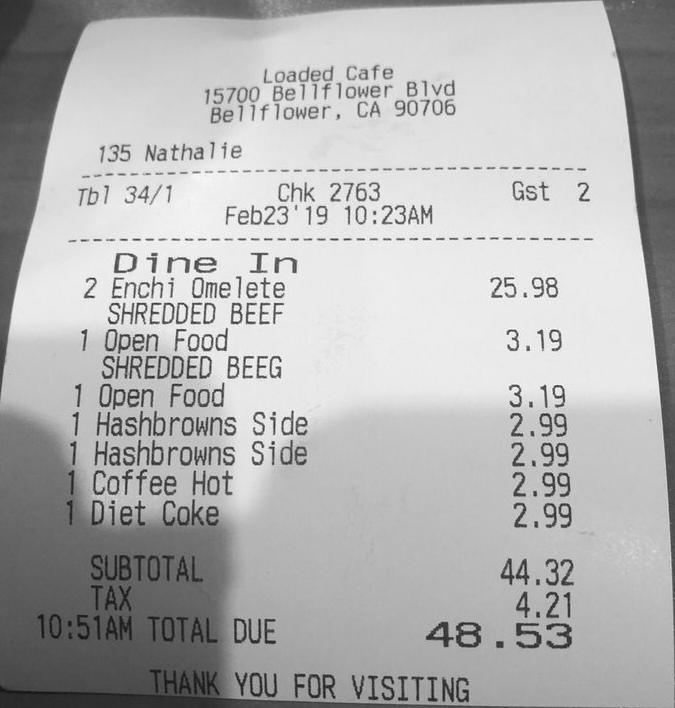 Loaded Cafe
15700 Bellflower Blvd
Bellflower, CA 90706
135 Nathalie
Tbl 34/1 Chk 2763 Gst 2
Feb23'19 10:23AM
Dine In
2 Enchi Omelete 25.98
SHREDDED BEEF
1 Open Food 3.19
SHREDDED BEEG
1 Open Food 3.19
1 Hashbrowns Side 2.99
1 Hashbrowns Side 2.99
1 Coffee Hot 2.99
1 Diet Coke 2.99
SUBTOTAL 44.32
TAX 4.21
10:51AM TOTAL DUE 48.53
THANK YOU FOR VISITING